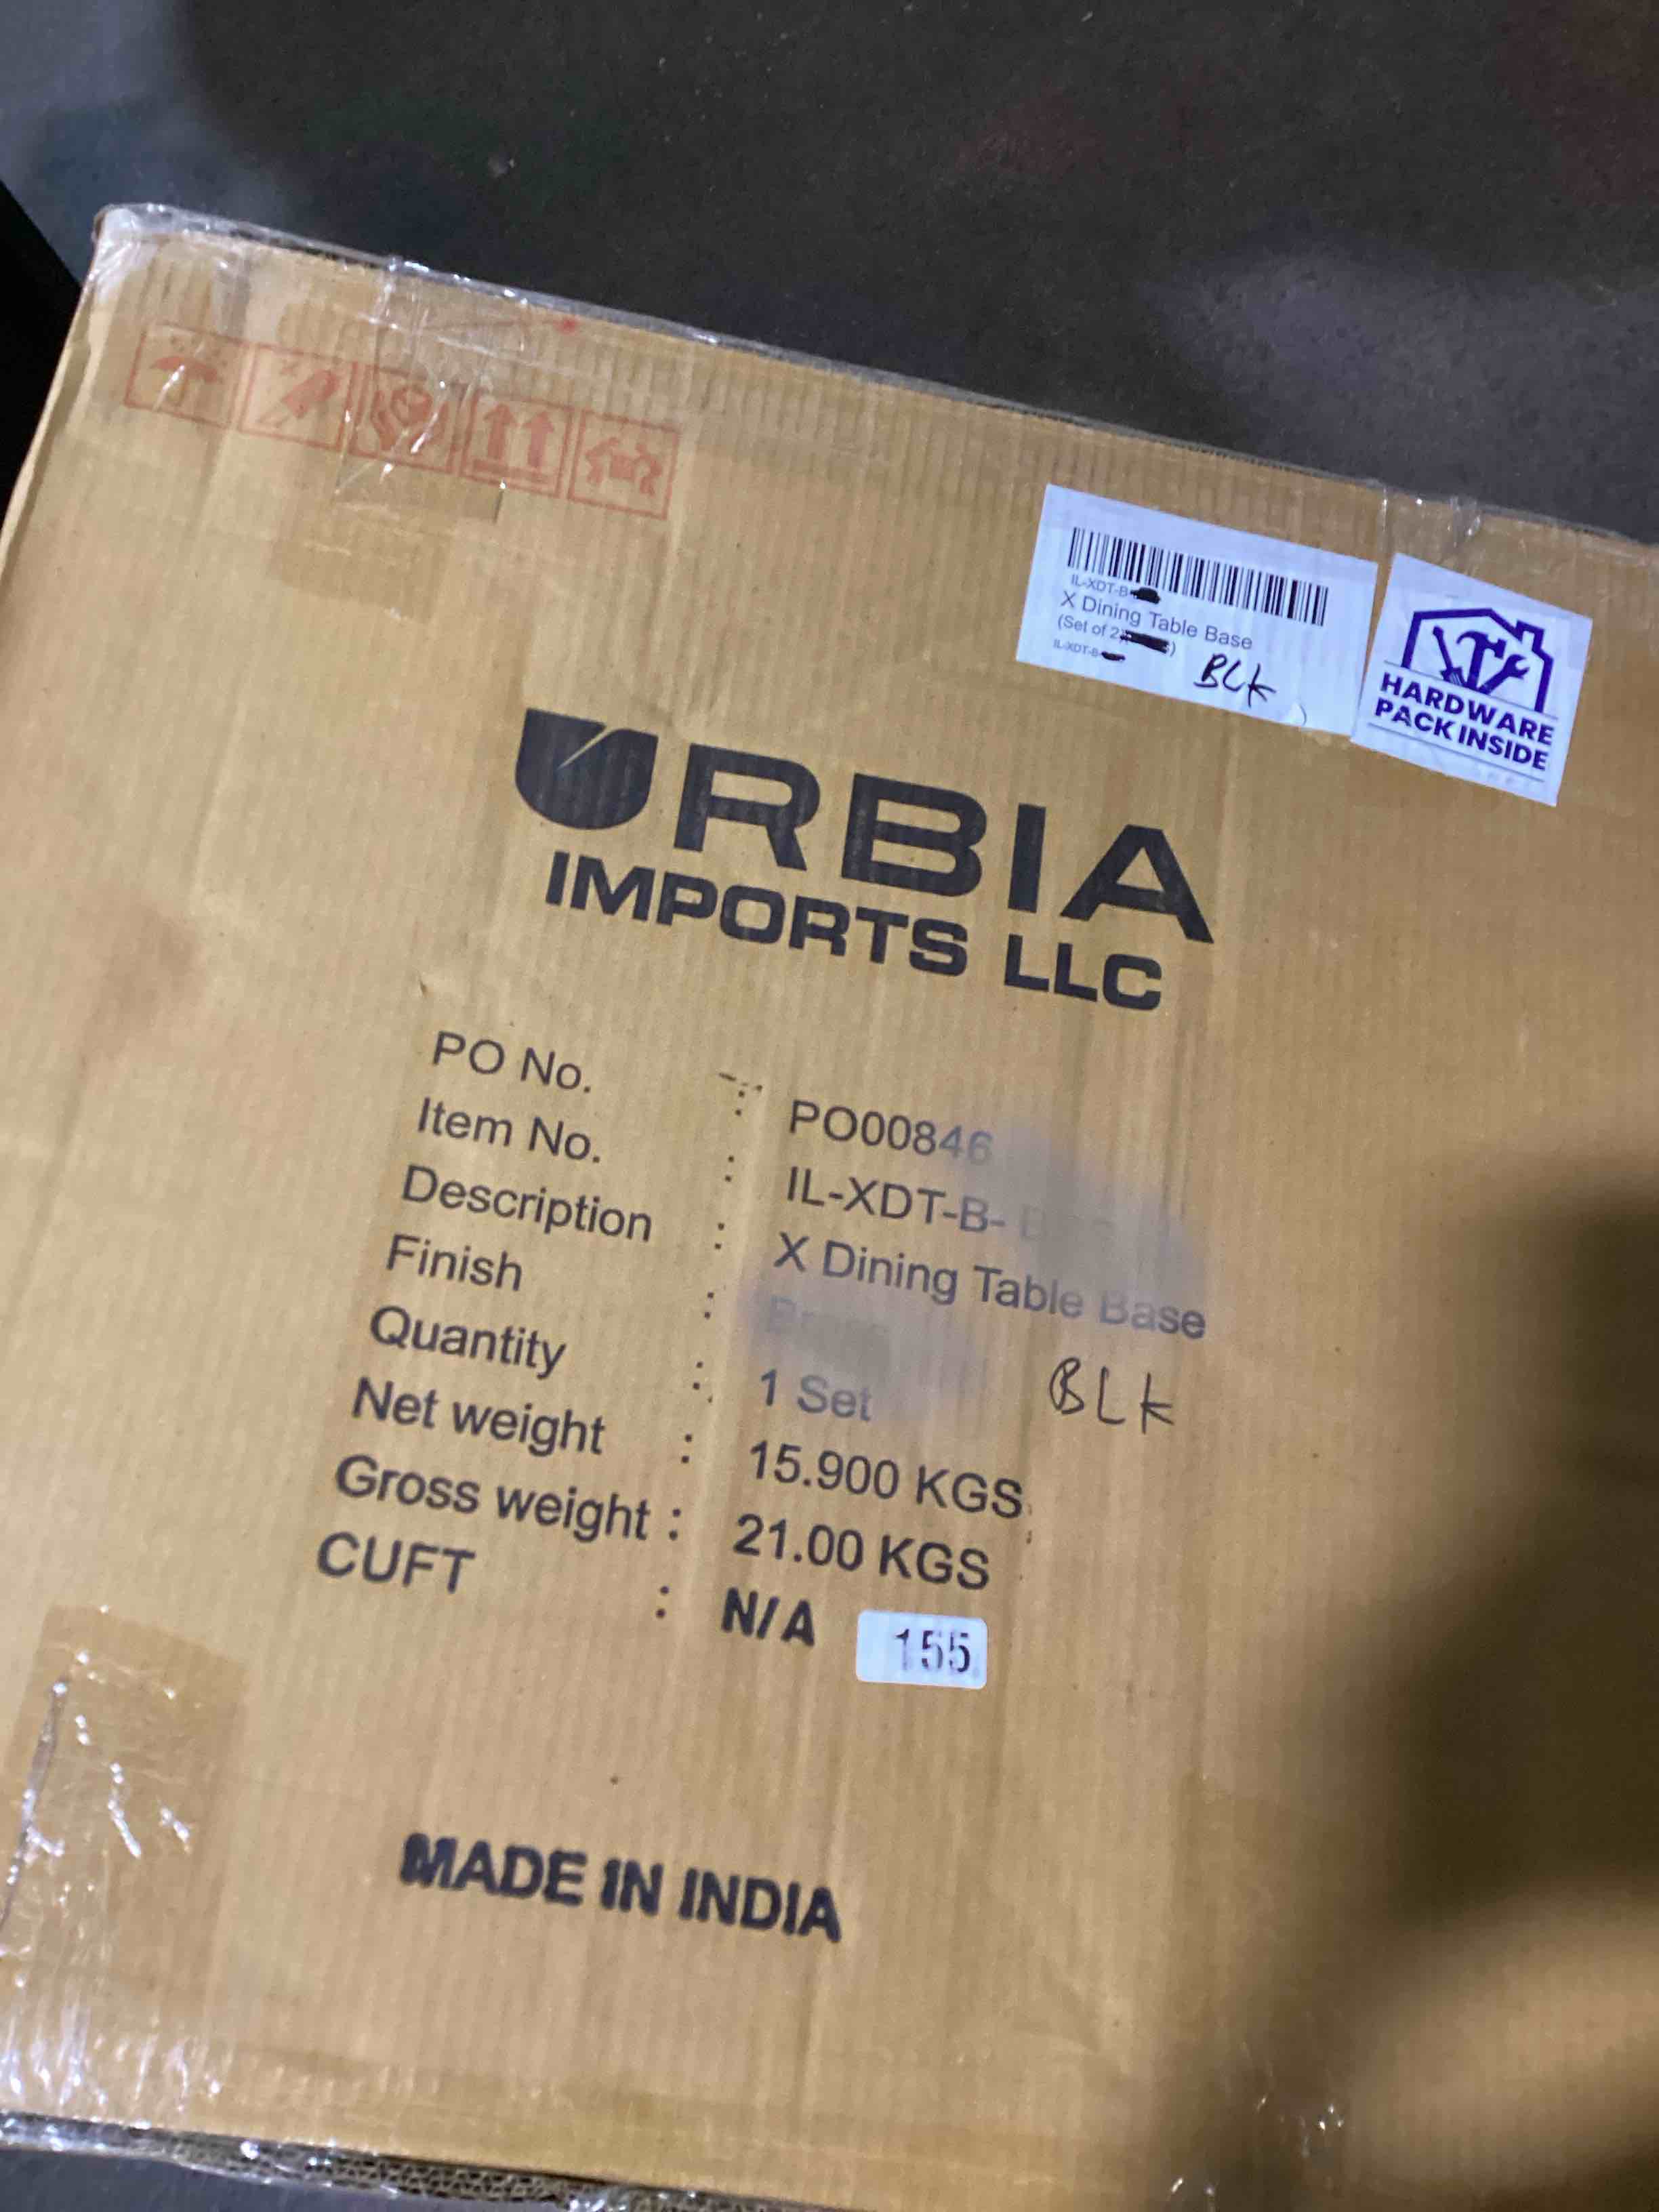 IL-XDT-B-
X Dining Table Base
(Set of 2
IL-XDT-B-
BLK
HARDWARE
PACK INSIDE
URBIA
IMPORTS LLC
PO No. : PO00846
Item No. : IL-XDT-B-
Description : X Dining Table Base
Finish : BLK
Quantity : 1 Set
Net weight : 15.900 KGS
Gross weight : 21.00 KGS
CUFT : N/A 155
MADE IN INDIA